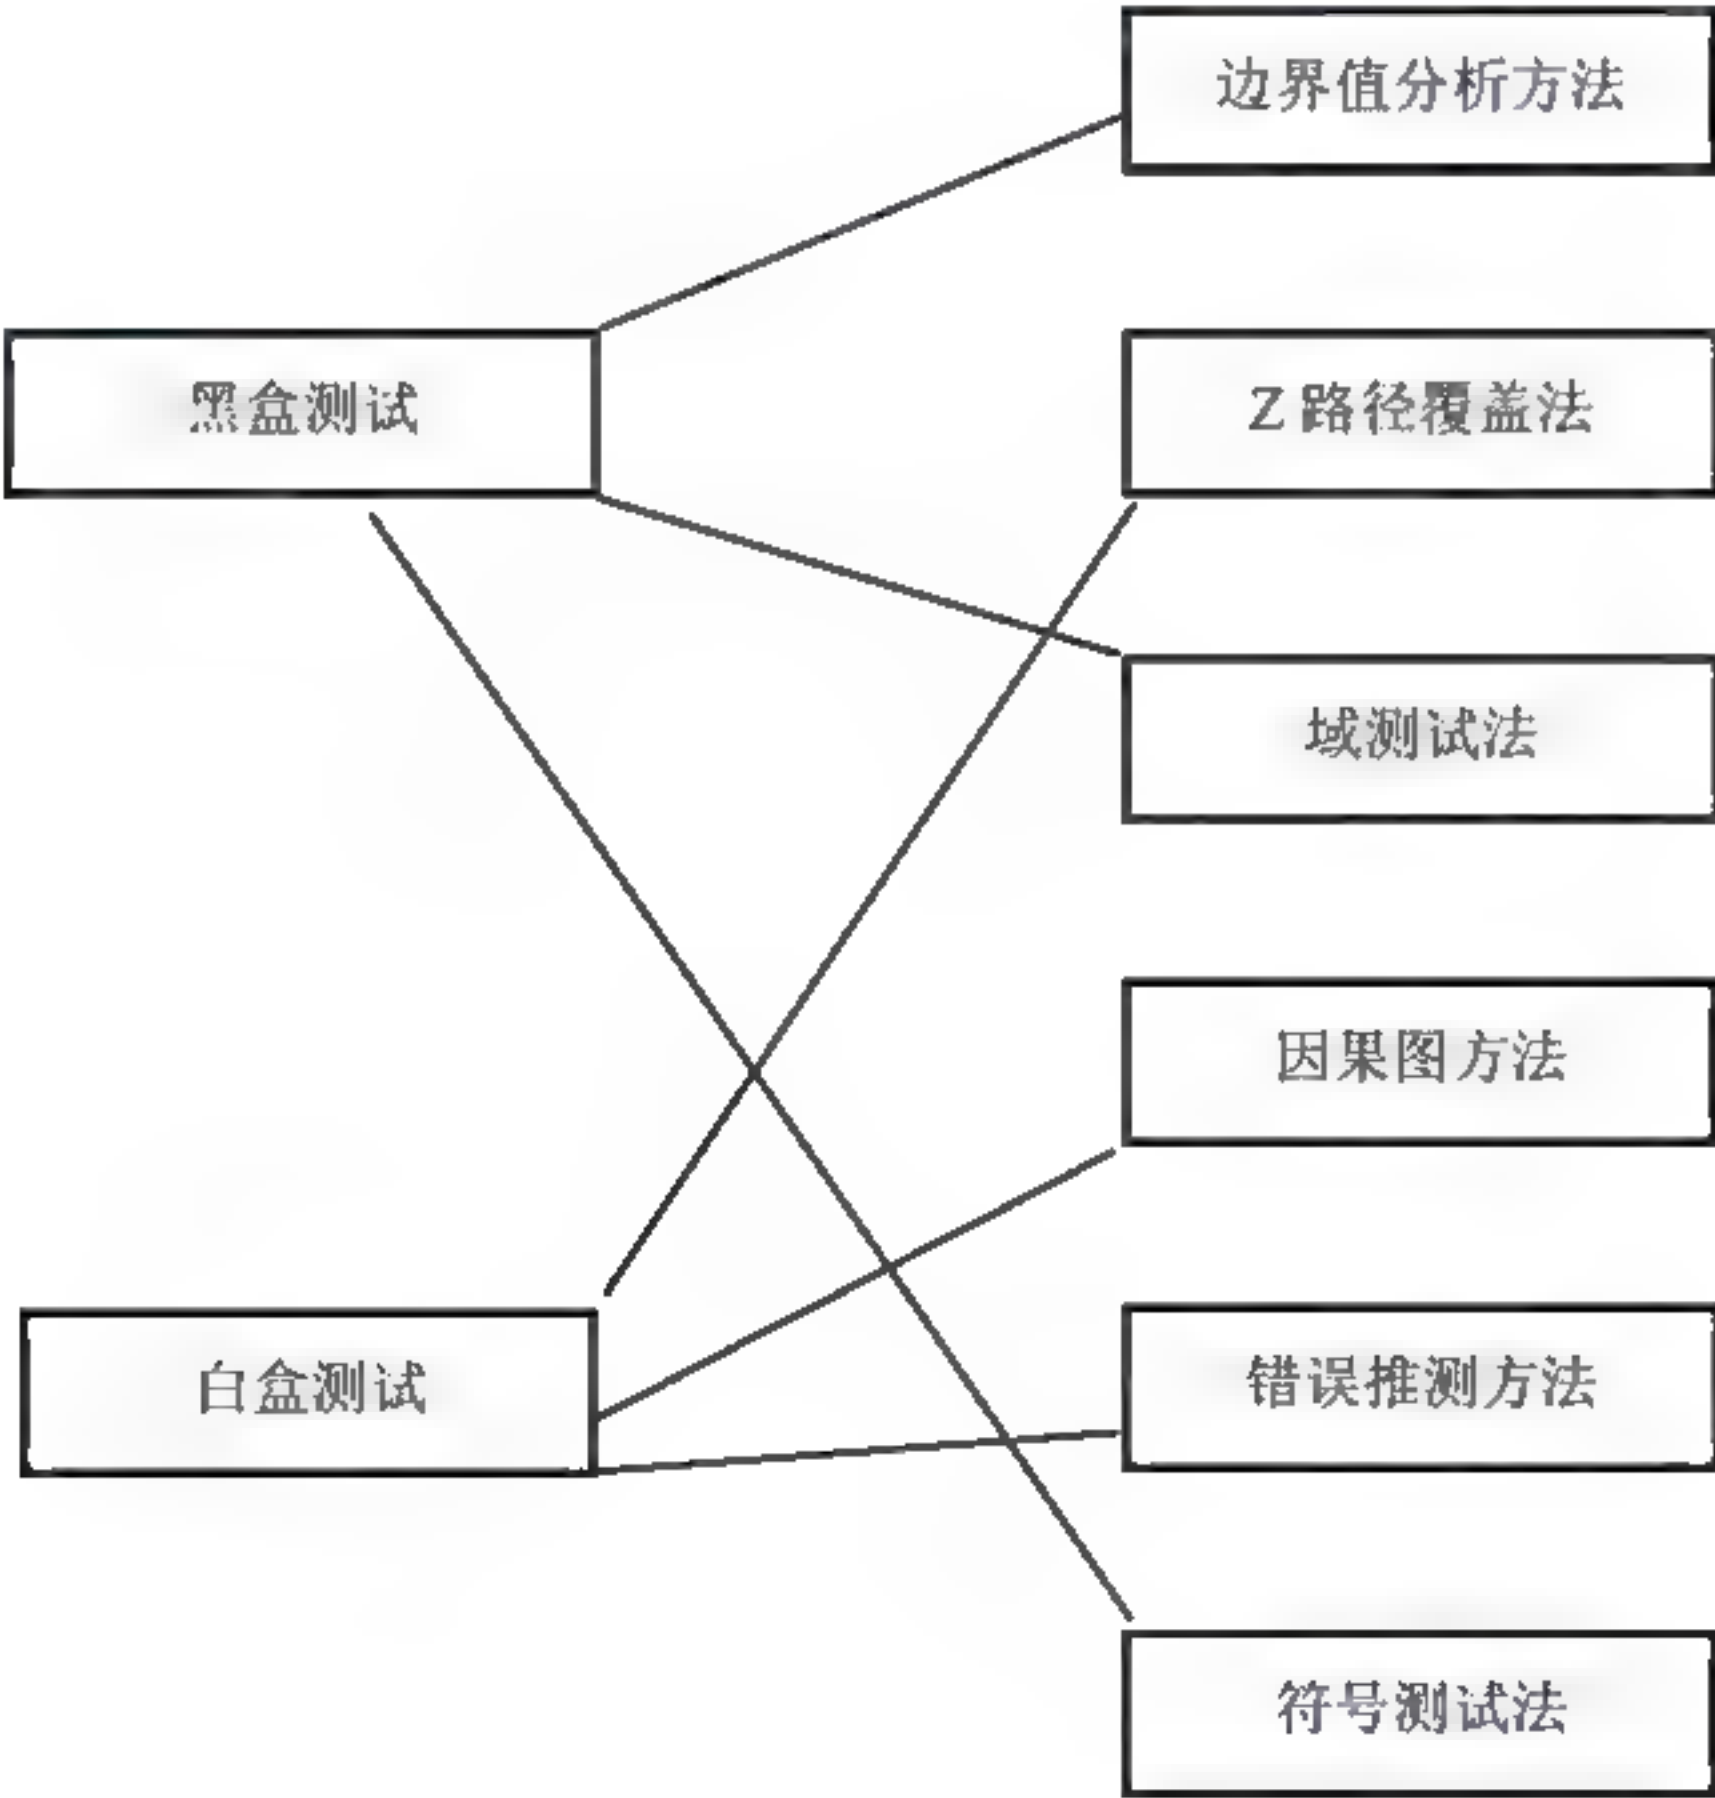 边界值分析方法
黑盒测试
Z 路径覆盖法
域测试法
因果图方法
白盒测试
错误推测方法
符号测试法